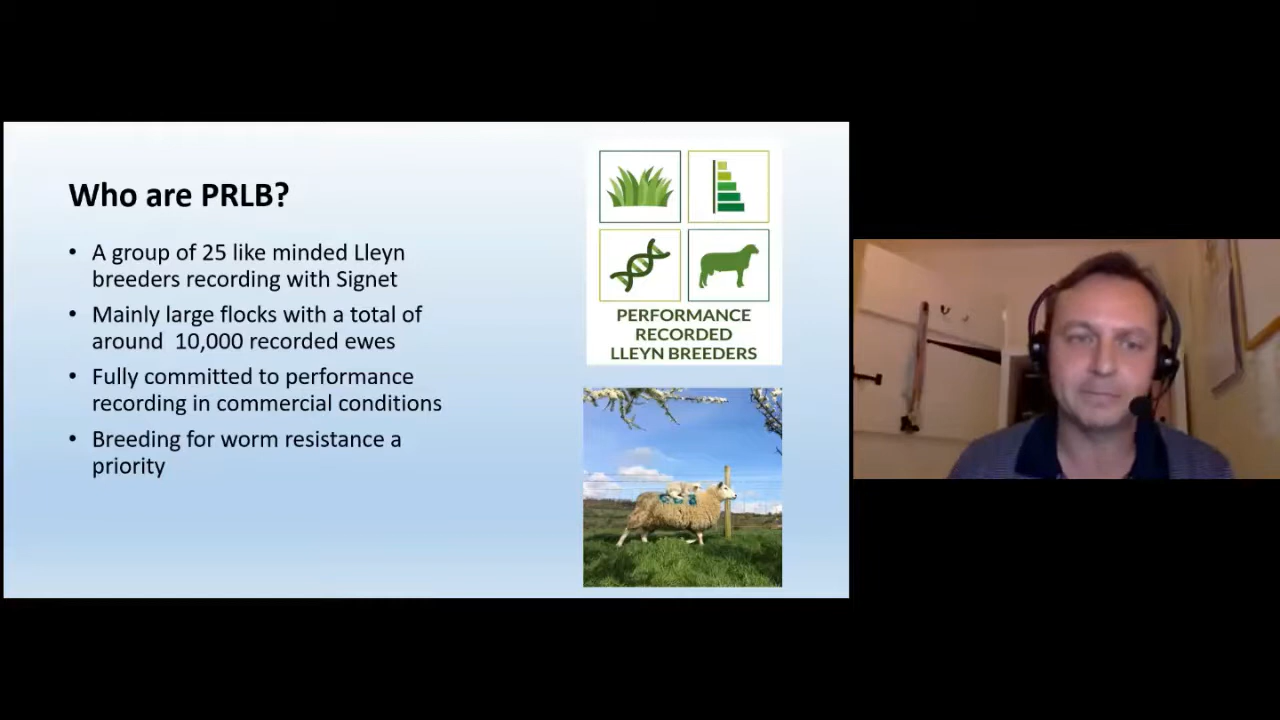 Who are PRLB?
• A group of 25 like minded Lleyn
breeders recording with Signet
• Mainly large flocks with a total of
around 10,000 recorded ewes
• Fully committed to performance
recording in commercial conditions
• Breeding for worm resistance a
priority
PERFORMANCE
RECORDED
LLEYN BREEDERS